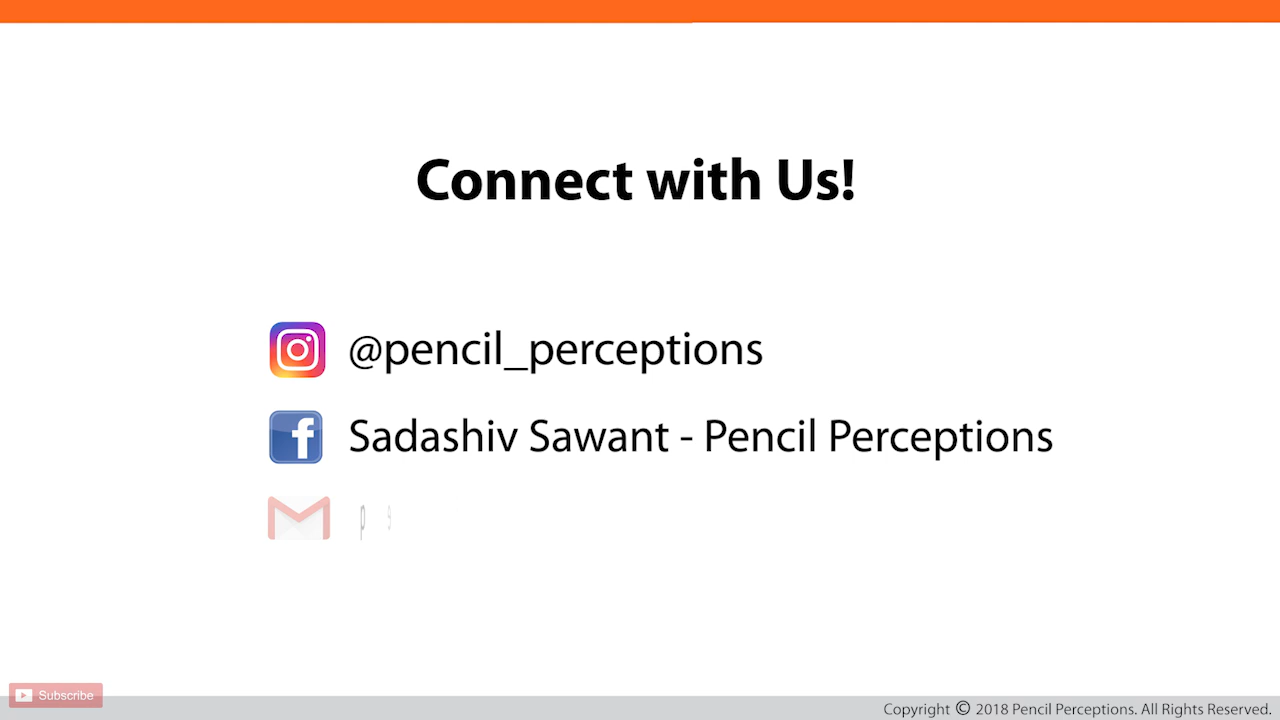 Connect with Us!
@pencil_perceptions
Sadashiv Sawant - Pencil Perceptions
Subscribe
Copyright © 2018 Pencil Perceptions. All Rights Reserved.